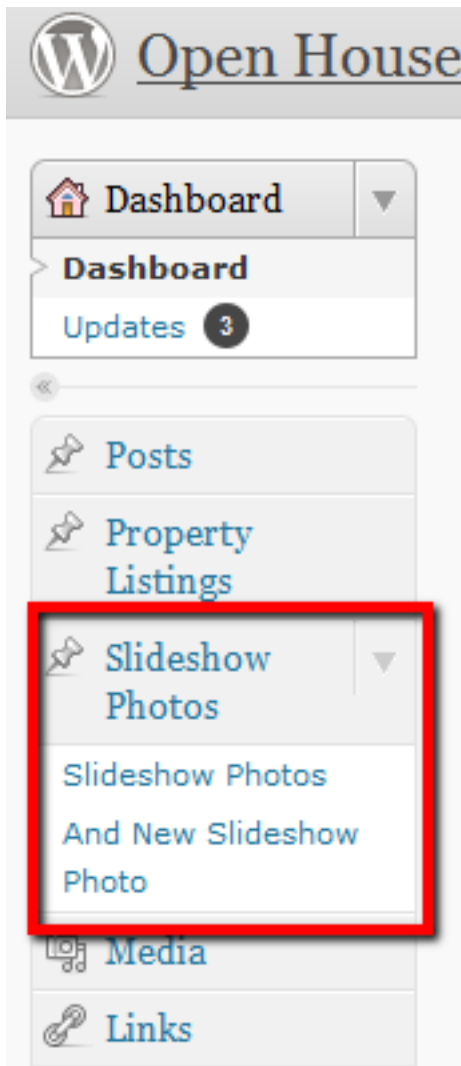 Open House
Dashboard
Dashboard
Updates 3
Posts
Property
Listings
Slideshow
Photos
Slideshow Photos
And New Slideshow
Photo
Media
Links